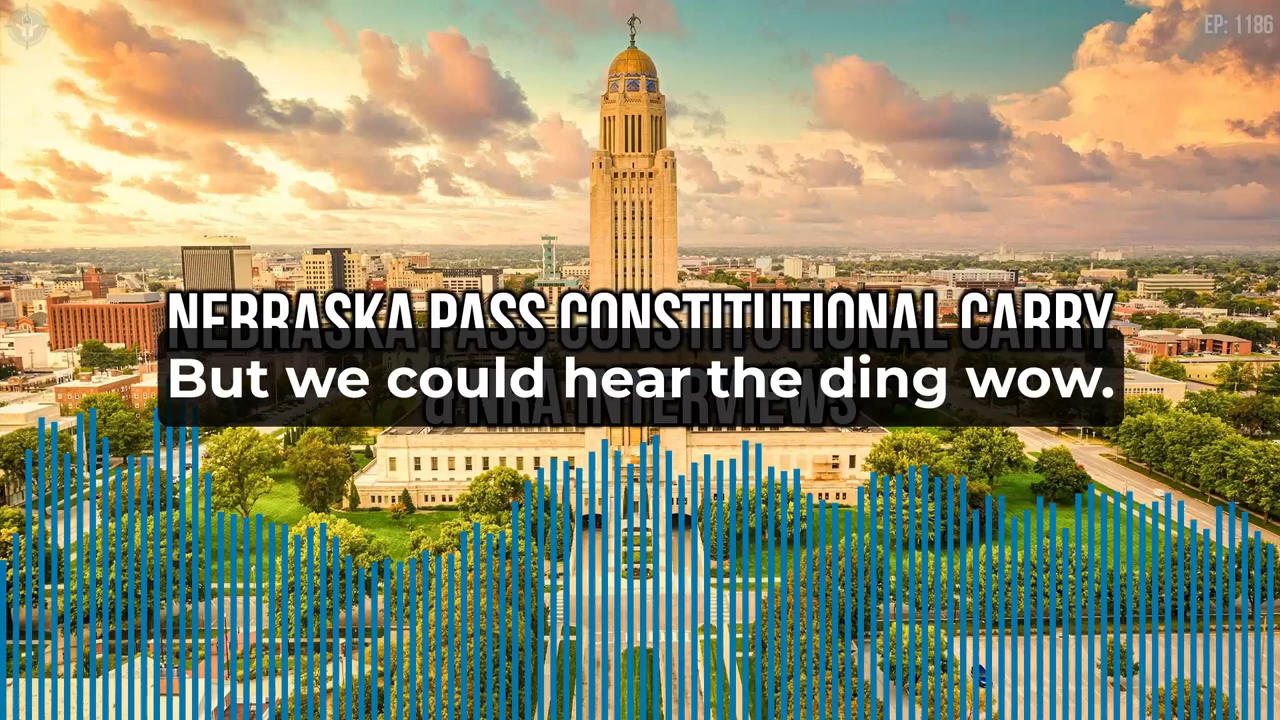 EP: 1186
NEBRASKA PASS CONSTITUTIONAL CARRY
& NRA INTERVIEWS
But we could hear the ding wow.